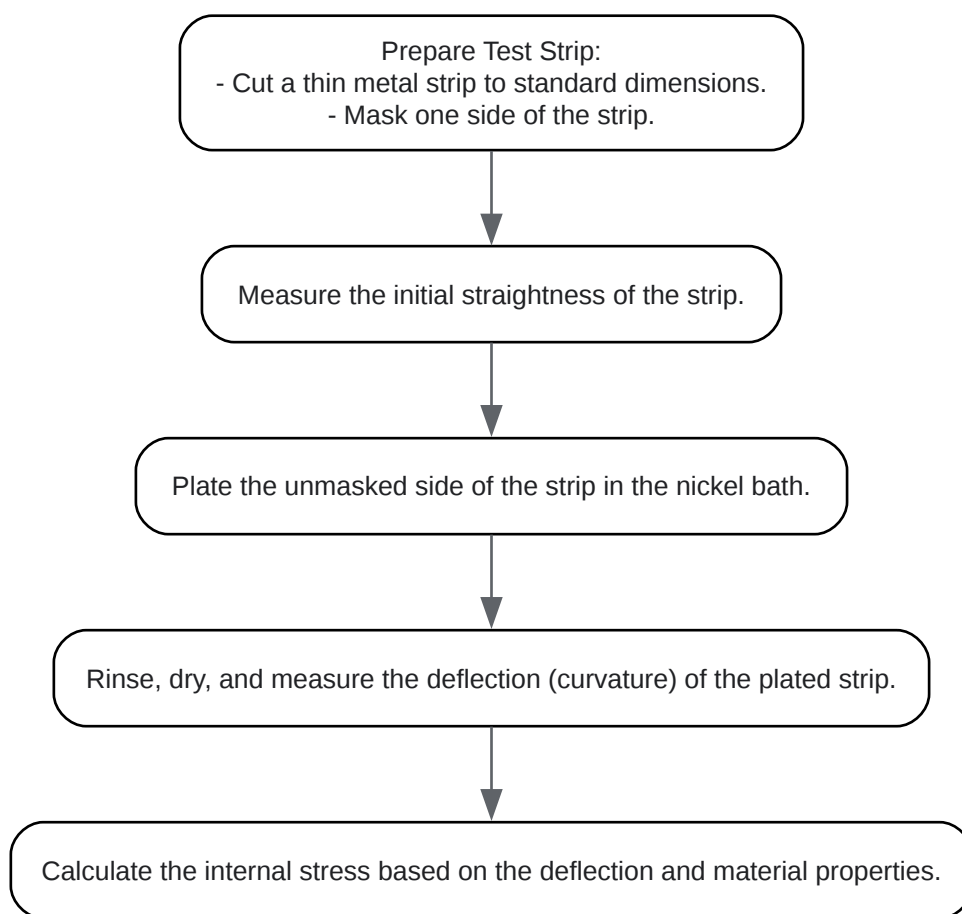 Prepare Test Strip:
- Cut a thin metal strip to standard dimensions.
- Mask one side of the strip.
Measure the initial straightness of the strip.
Plate the unmasked side of the strip in the nickel bath.
Rinse, dry, and measure the deflection (curvature) of the plated strip.
Calculate the internal stress based on the deflection and material properties.